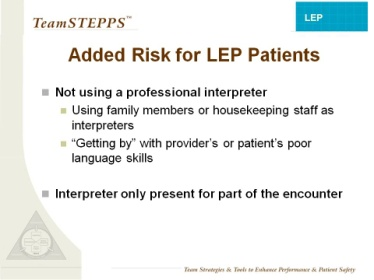 TeamSTEPPS™
LEP
Added Risk for LEP Patients
Not using a professional interpreter
Using family members or housekeeping staff as
interpreters
“Getting by” with provider’s or patient’s poor
language skills
Interpreter only present for part of the encounter
Team Strategies & Tools to Enhance Performance & Patient Safety